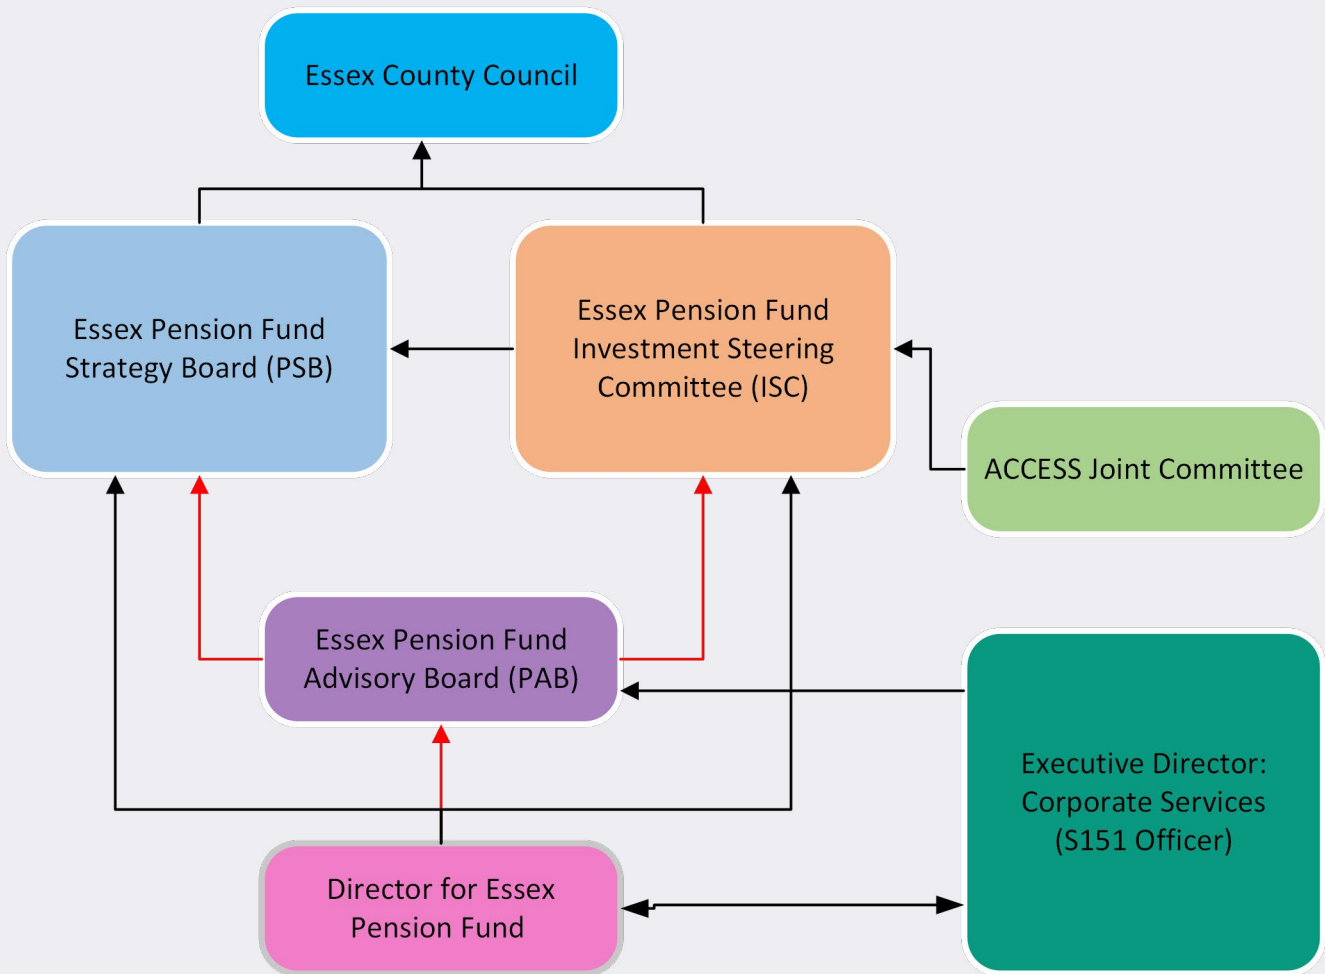 Essex County Council
Essex Pension Fund
Strategy Board (PSB)
Essex Pension Fund
Investment Steering
Committee (ISC)
ACCESS Joint Committee
Essex Pension Fund
Advisory Board (PAB)
Executive Director:
Corporate Services
(S151 Officer)
Director for Essex
Pension Fund